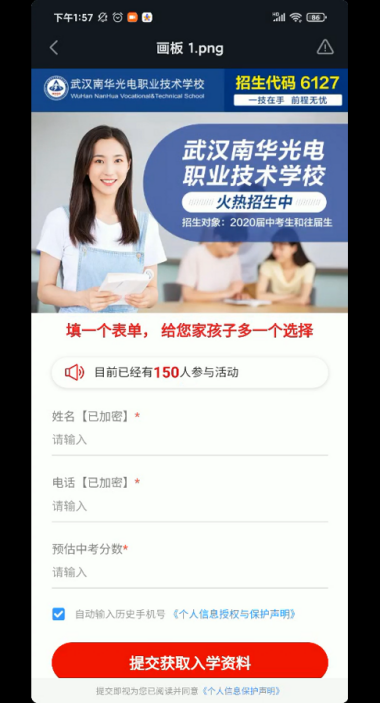 下午1:57
86
画板 1.png
武汉南华光电职业技术学校
WuHan NanHua Vocational&Technical School
招生代码 6127
一技在手 前程无忧
武汉南华光电
职业技术学校
火热招生中
招生对象：2020届中考生和往届生
填一个表单， 给您家孩子多一个选择
目前已经有150人参与活动
姓名【已加密】*
请输入
电话【已加密】*
请输入
预估中考分数*
请输入
自动输入历史手机号 《个人信息授权与保护声明》
提交获取入学资料
提交即视为您已阅读并同意《个人信息保护声明》